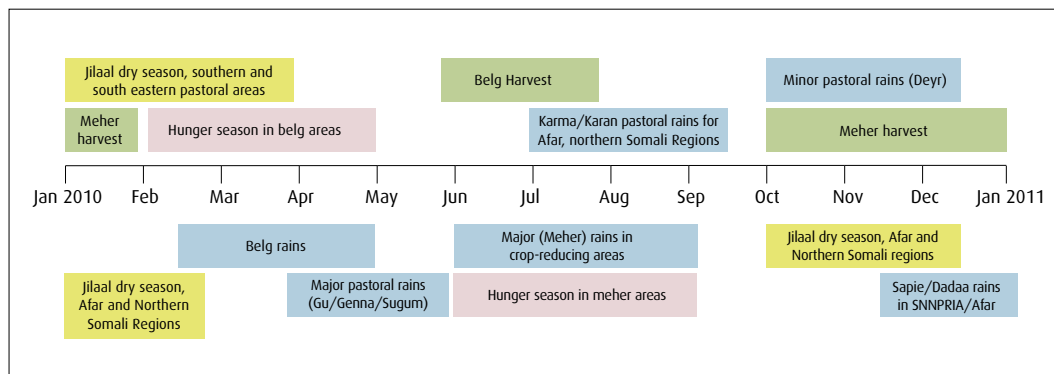 Jilaal dry season, southern and
south eastern pastoral areas
Belg Harvest
Minor pastoral rains (Deyr)
Meher
harvest
Hunger season in belg areas
Karma/Karan pastoral rains for
Afar, northern Somali Regions
Meher harvest
Jan 2010 Feb Mar Apr May Jun Jul Aug Sep Oct Nov Dec Jan 2011
Belg rains
Major (Meher) rains in
crop-reducing areas
Jilaal dry season, Afar and
Northern Somali regions
Jilaal dry season,
Afar and Northern
Somali Regions
Major pastoral rains
(Gu/Genna/Sugum)
Hunger season in meher areas
Sapie/Dadaa rains
in SNNPRIA/Afar